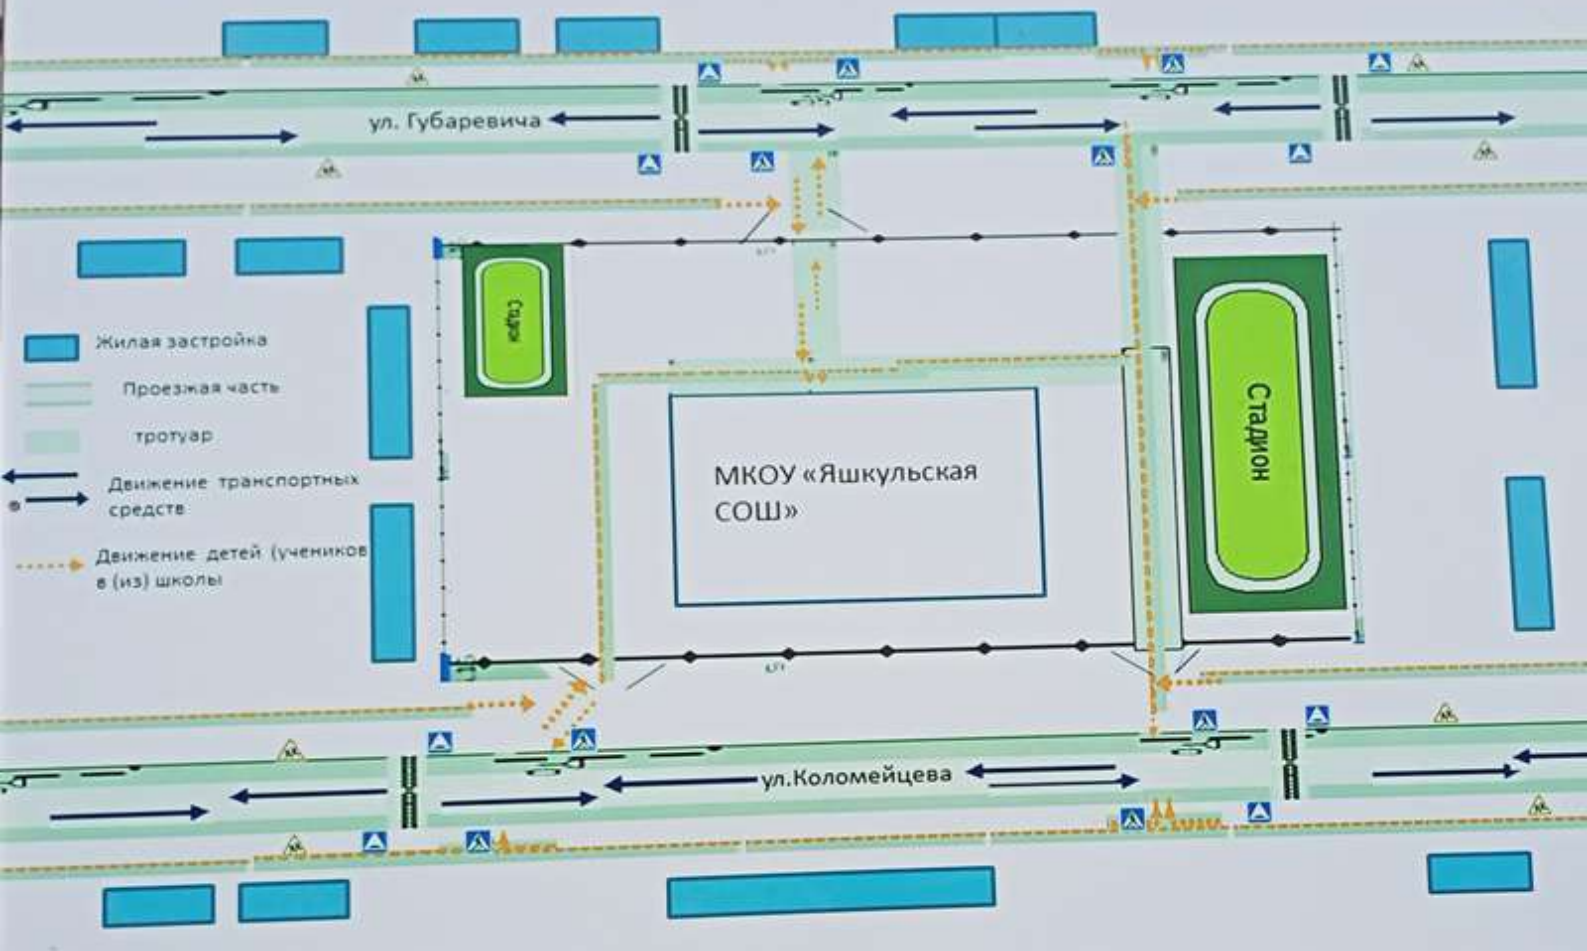 ул. Губаревича
Стадион
Жилая застройка
Проезжая часть
тротуар
Движение транспортных
средств
Движение детей (учеников
в (из) школы
МКОУ «Яшкульская
СОШ»
Стадион
ул.Коломейцева